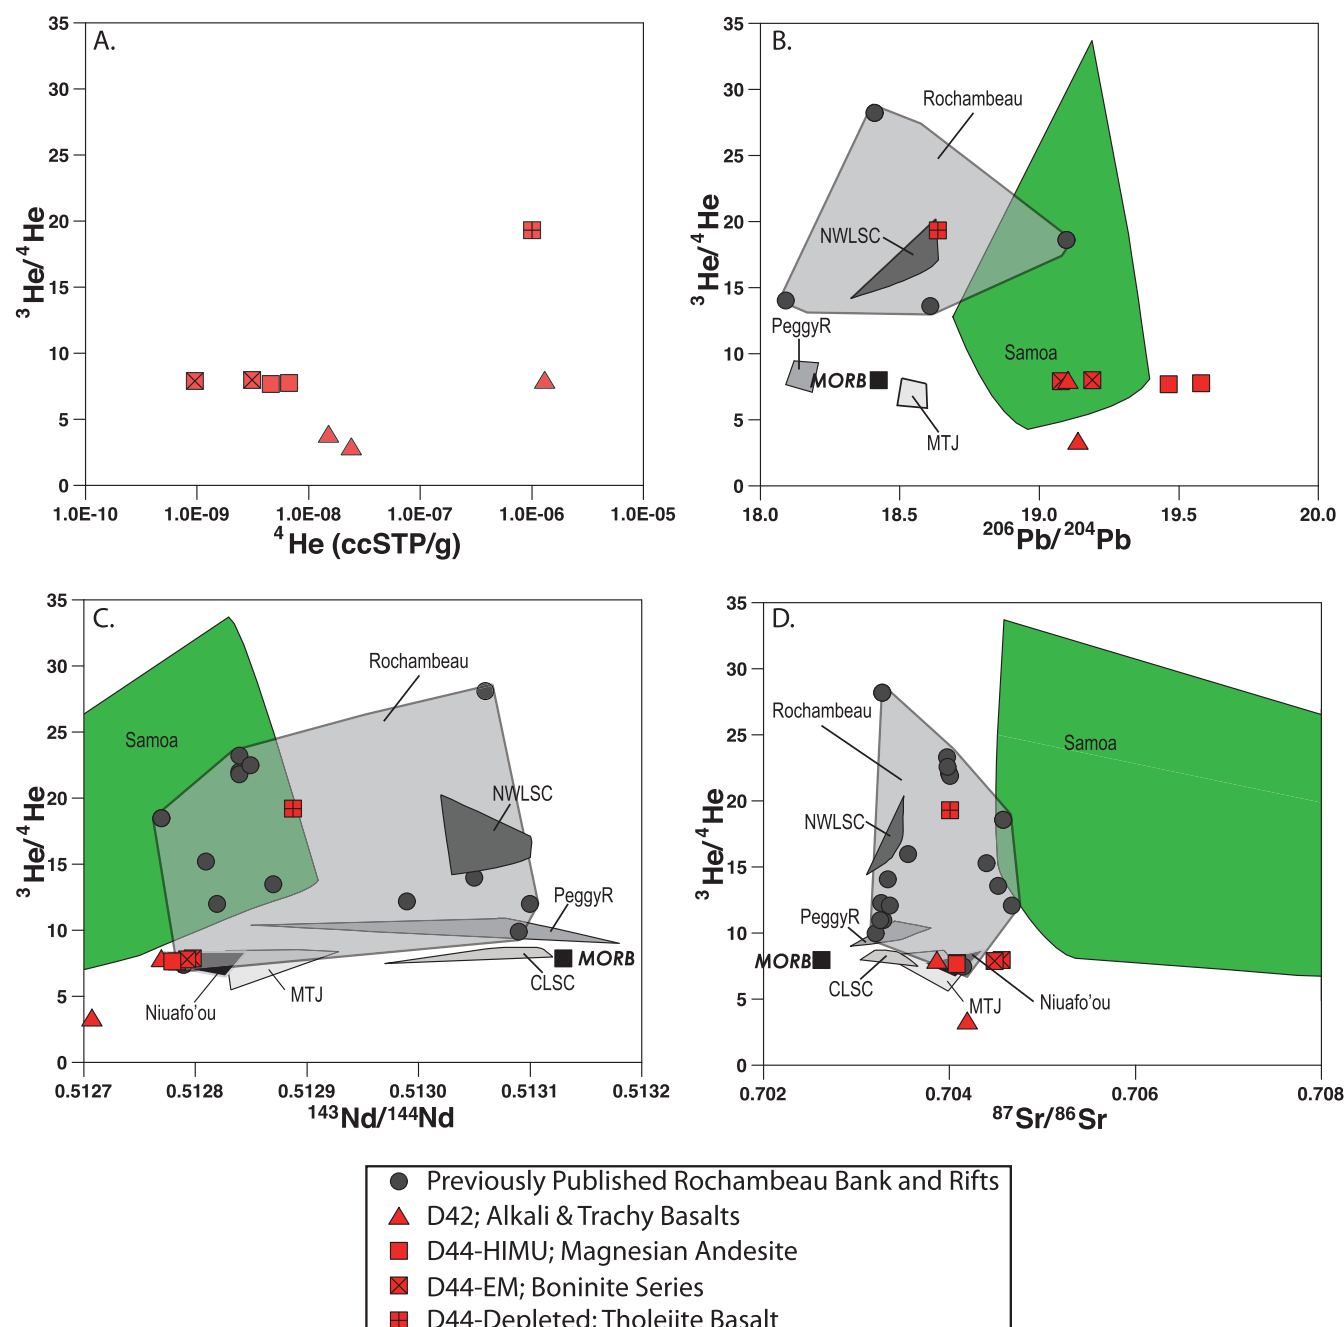 A.
35
30
25
20
15
10
5
0
3He/4He
1.0E-10 1.0E-09 1.0E-08 1.0E-07 1.0E-06 1.0E-05
4He (ccSTP/g)
B.
35
30
25
20
15
10
5
0
3He/4He
Rochambeau
NWLSC
PeggyR
Samoa
MORB
MTJ
18.0 18.5 19.0 19.5 20.0
206Pb/204Pb
C.
35
30
25
20
15
10
5
0
3He/4He
Rochambeau
Samoa
NWLSC
PeggyR
MORB
CLSC
MTJ
Niuafo'ou
0.5127 0.5128 0.5129 0.5130 0.5131 0.5132
143Nd/144Nd
D.
35
30
25
20
15
10
5
0
3He/4He
Rochambeau
Samoa
NWLSC
PeggyR
MORB
CLSC
MTJ
Niuafo'ou
0.702 0.704 0.706 0.708
87Sr/86Sr
Previously Published Rochambeau Bank and Rifts
D42; Alkali & Trachy Basalts
D44-HIMU; Magnesian Andesite
D44-EM; Boninite Series
D44-Depleted; Tholeiite Basalt